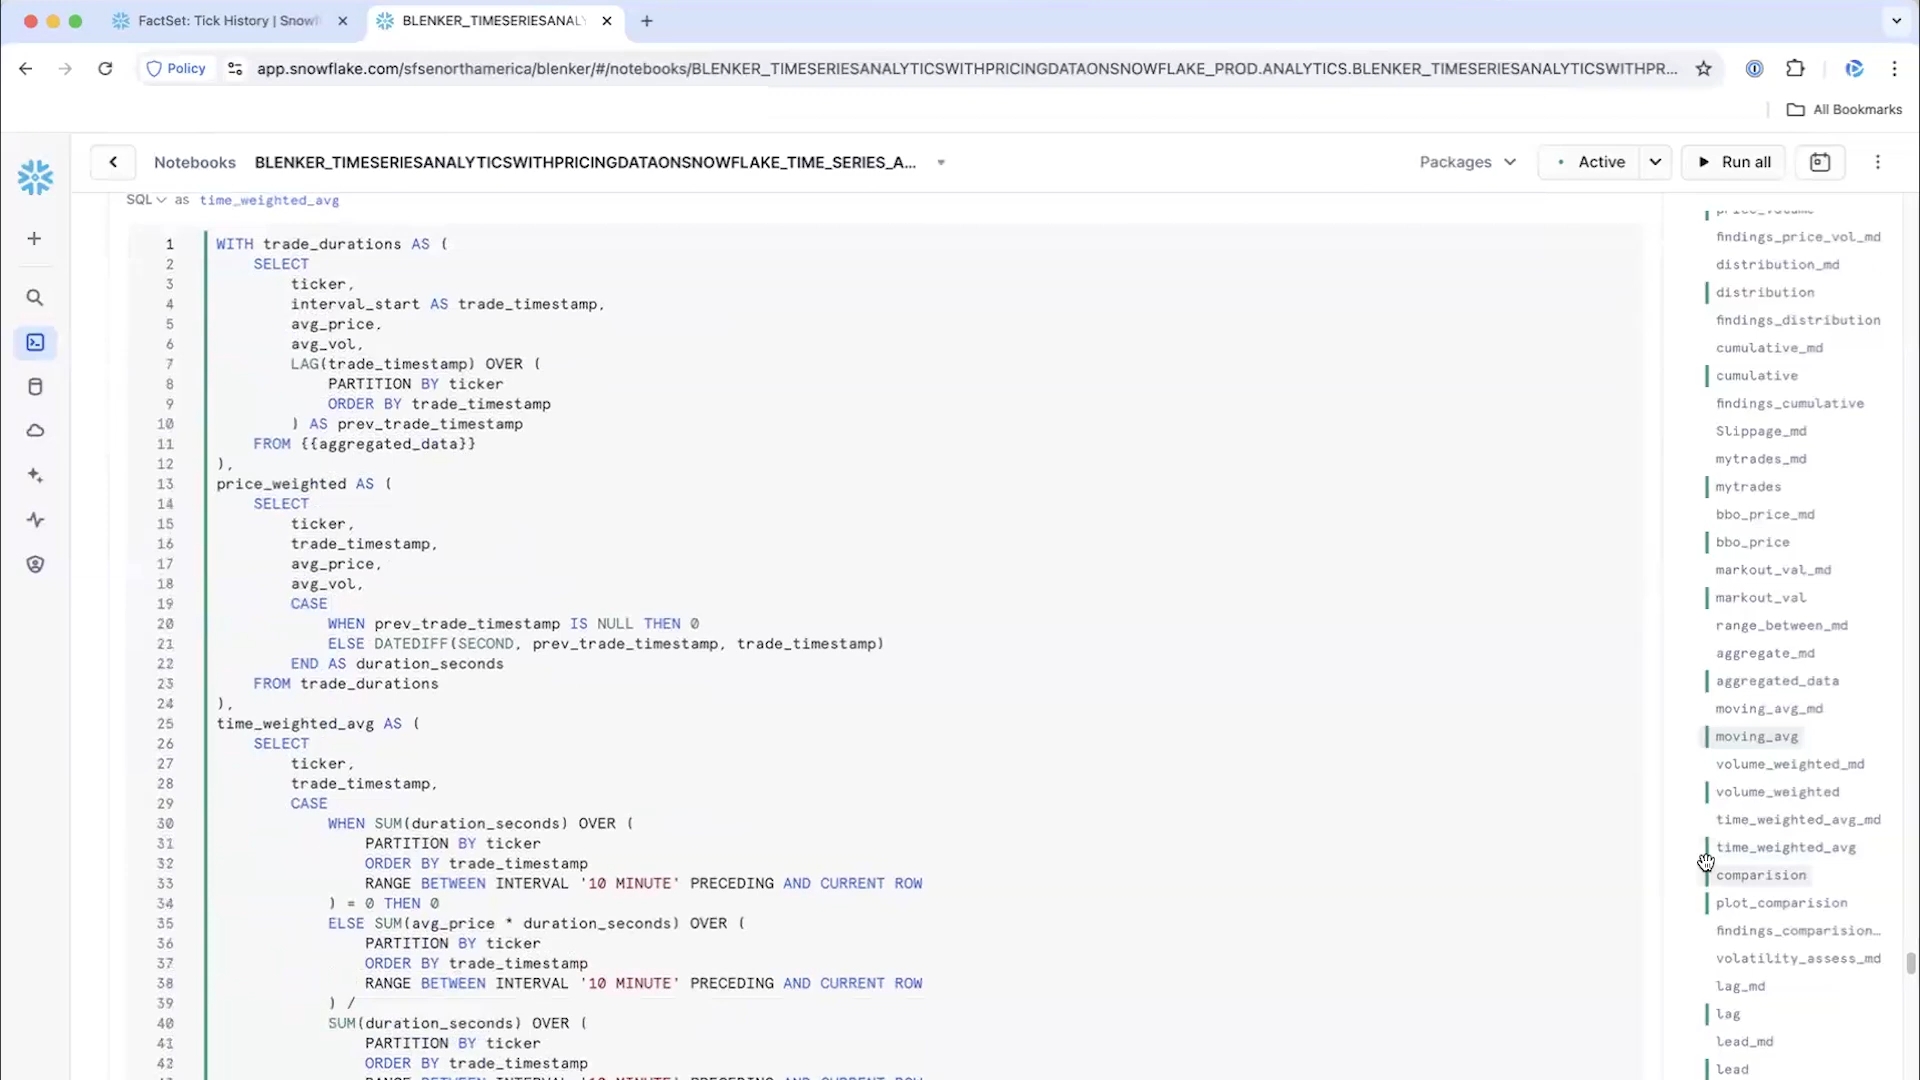 FactSet: Tick History | Snowf
BLENKER_TIMESERIESANALY
Policy
app.snowflake.com/sfsenorthamerica/blenker/#/notebooks/BLENKER_TIMESERIESANALYTICSWITHPRICINGDATAONSNOWFLAKE_PROD.ANALYTICS.BLENKER_TIMESERIESANALYTICSWITHPR...
All Bookmarks
Notebooks
BLENKER_TIMESERIESANALYTICSWITHPRICINGDATAONSNOWFLAKE_TIME_SERIES_A...
Packages
Active
Run all
SQL as time_weighted_avg
1 WITH trade_durations AS (
2 SELECT
3 ticker,
4 interval_start AS trade_timestamp,
5 avg_price,
6 avg_vol,
7 LAG(trade_timestamp) OVER (
8 PARTITION BY ticker
9 ORDER BY trade_timestamp
10 ) AS prev_trade_timestamp
11 FROM {{aggregated_data}}
12 ),
13 price_weighted AS (
14 SELECT
15 ticker,
16 trade_timestamp,
17 avg_price,
18 avg_vol,
19 CASE
20 WHEN prev_trade_timestamp IS NULL THEN 0
21 ELSE DATEDIFF(SECOND, prev_trade_timestamp, trade_timestamp)
22 END AS duration_seconds
23 FROM trade_durations
24 ),
25 time_weighted_avg AS (
26 SELECT
27 ticker,
28 trade_timestamp,
29 CASE
30 WHEN SUM(duration_seconds) OVER (
31 PARTITION BY ticker
32 ORDER BY trade_timestamp
33 RANGE BETWEEN INTERVAL '10 MINUTE' PRECEDING AND CURRENT ROW
34 ) = 0 THEN 0
35 ELSE SUM(avg_price * duration_seconds) OVER (
36 PARTITION BY ticker
37 ORDER BY trade_timestamp
38 RANGE BETWEEN INTERVAL '10 MINUTE' PRECEDING AND CURRENT ROW
39 ) /
40 SUM(duration_seconds) OVER (
41 PARTITION BY ticker
42 ORDER BY trade_timestamp
price_volume
findings_price_vol_md
distribution_md
distribution
findings_distribution
cumulative_md
cumulative
findings_cumulative
Slippage_md
mytrades_md
mytrades
bbo_price_md
bbo_price
markout_val_md
markout_val
range_between_md
aggregate_md
aggregated_data
moving_avg_md
moving_avg
volume_weighted_md
volume_weighted
time_weighted_avg_md
time_weighted_avg
comparision
plot_comparision
findings_comparision...
volatility_assess_md
lag_md
lag
lead_md
lead